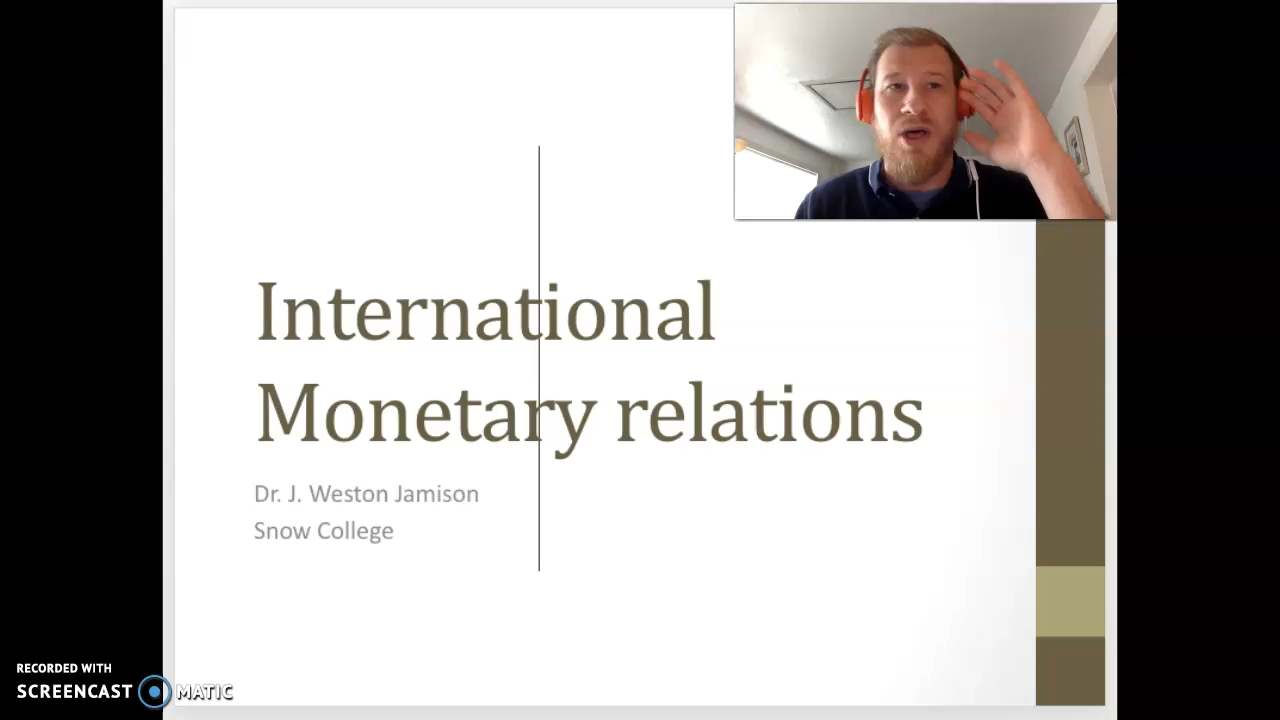 International
Monetary relations
Dr. J. Weston Jamison
Snow College
RECORDED WITH
SCREENCAST MATIC